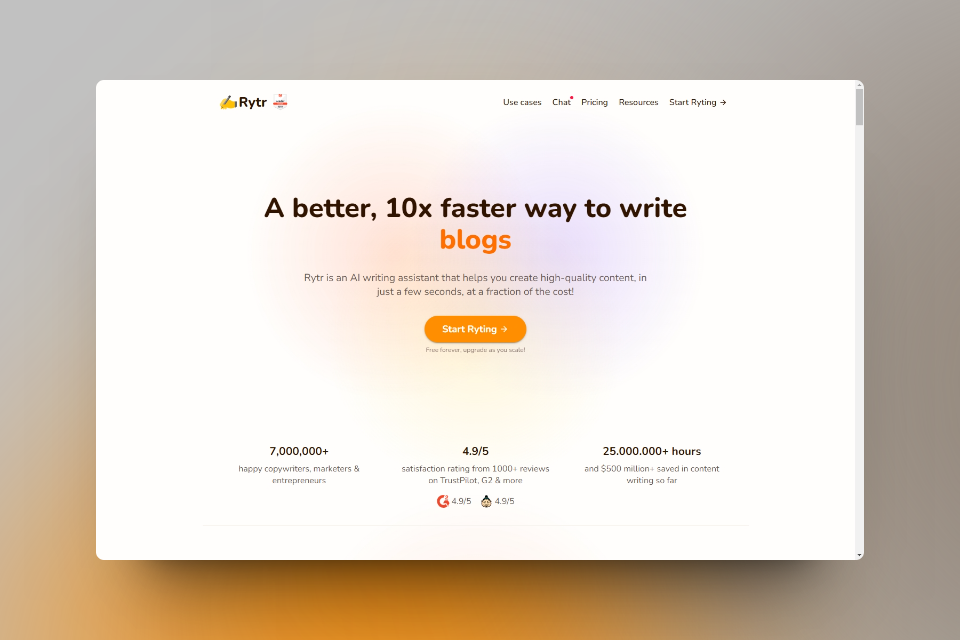 Rytr
Use cases Chat Pricing Resources Start Ryting →
A better, 10x faster way to write
blogs
Rytr is an AI writing assistant that helps you create high-quality content, in
just a few seconds, at a fraction of the cost!
Start Ryting →
Free forever, upgrade as you scale!
7,000,000+
happy copywriters, marketers &
entrepreneurs
4.9/5
satisfaction rating from 1000+ reviews
on TrustPilot, G2 & more
4.9/5 4.9/5
25.000.000+ hours
and $500 million+ saved in content
writing so far